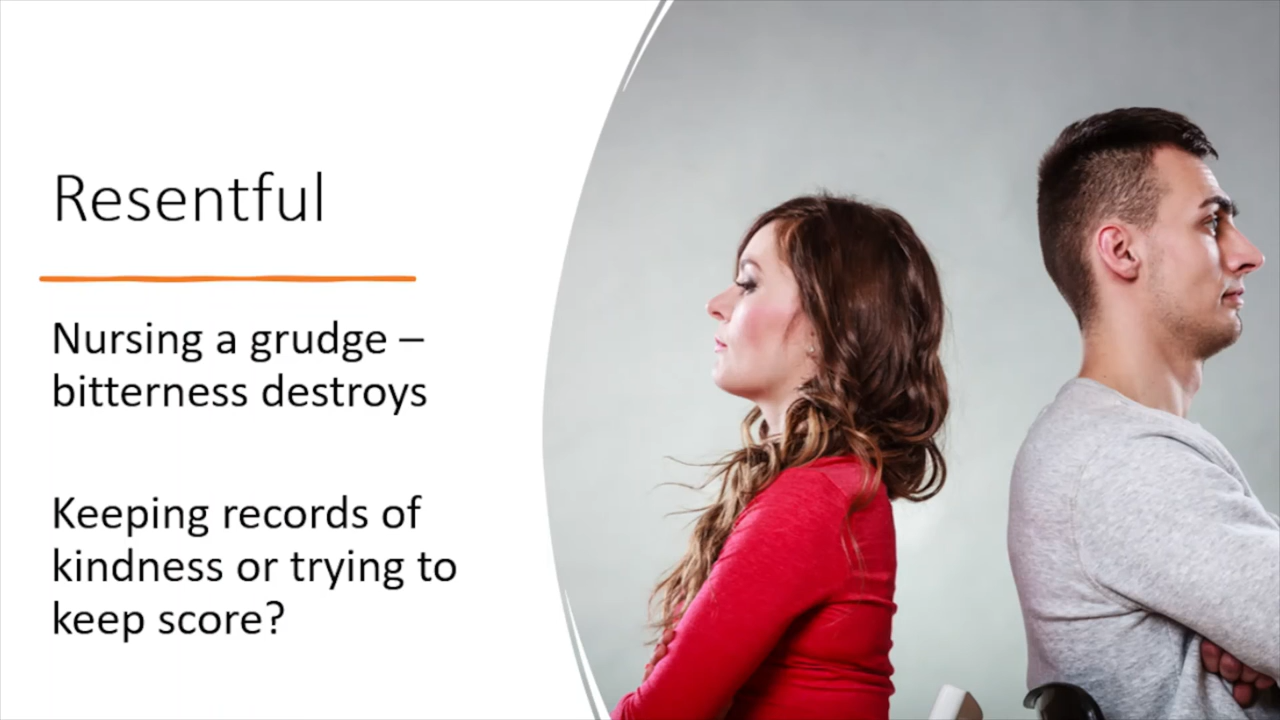 Resentful
Nursing a grudge –
bitterness destroys
Keeping records of
kindness or trying to
keep score?